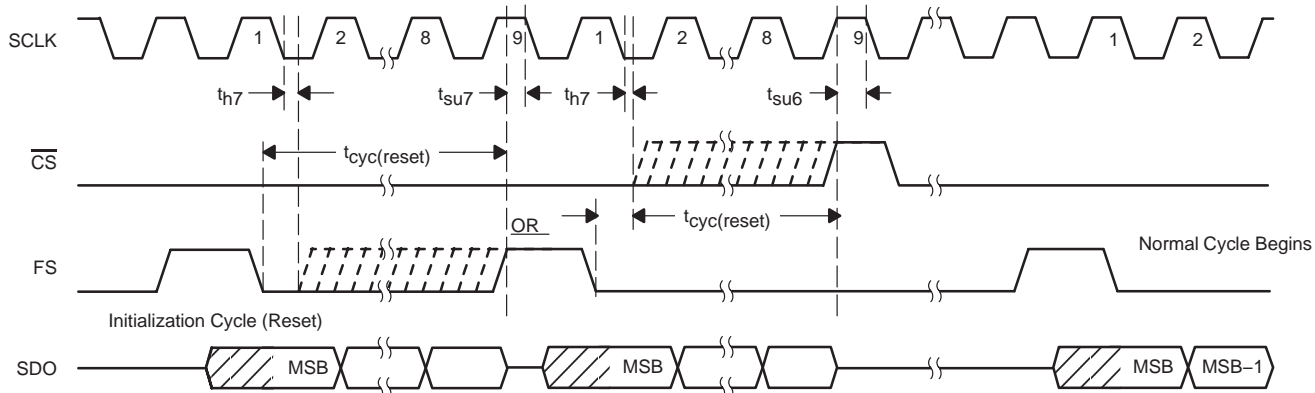 SCLK
1
2
8
9
1
2
8
9
1
2
th7
tsu7
th7
tsu6
CS
tcyc(reset)
OR
tcyc(reset)
FS
Normal Cycle Begins
Initialization Cycle (Reset)
SDO
MSB
MSB
MSB
MSB−1